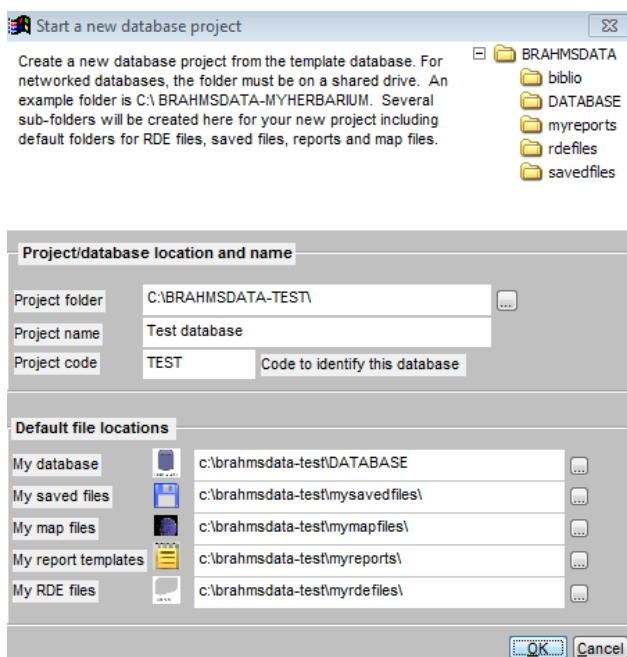 Start a new database project
Create a new database project from the template database. For
networked databases, the folder must be on a shared drive. An
example folder is C:\ BRAHMSDATA-MYHERBARIUM. Several
sub-folders will be created here for your new project including
default folders for RDE files, saved files, reports and map files.
BRAHMSDATA
biblio
DATABASE
myreports
rdefiles
savedfiles
Project/database location and name
Project folder C:\BRAHMSDATA-TEST\ ...
Project name Test database
Project code TEST Code to identify this database
Default file locations
My database c:\brahmsdata-test\DATABASE ...
My saved files c:\brahmsdata-test\mysavedfiles\ ...
My map files c:\brahmsdata-test\mymapfiles\ ...
My report templates c:\brahmsdata-test\myreports\ ...
My RDE files c:\brahmsdata-test\myrdefiles\ ...
OK Cancel